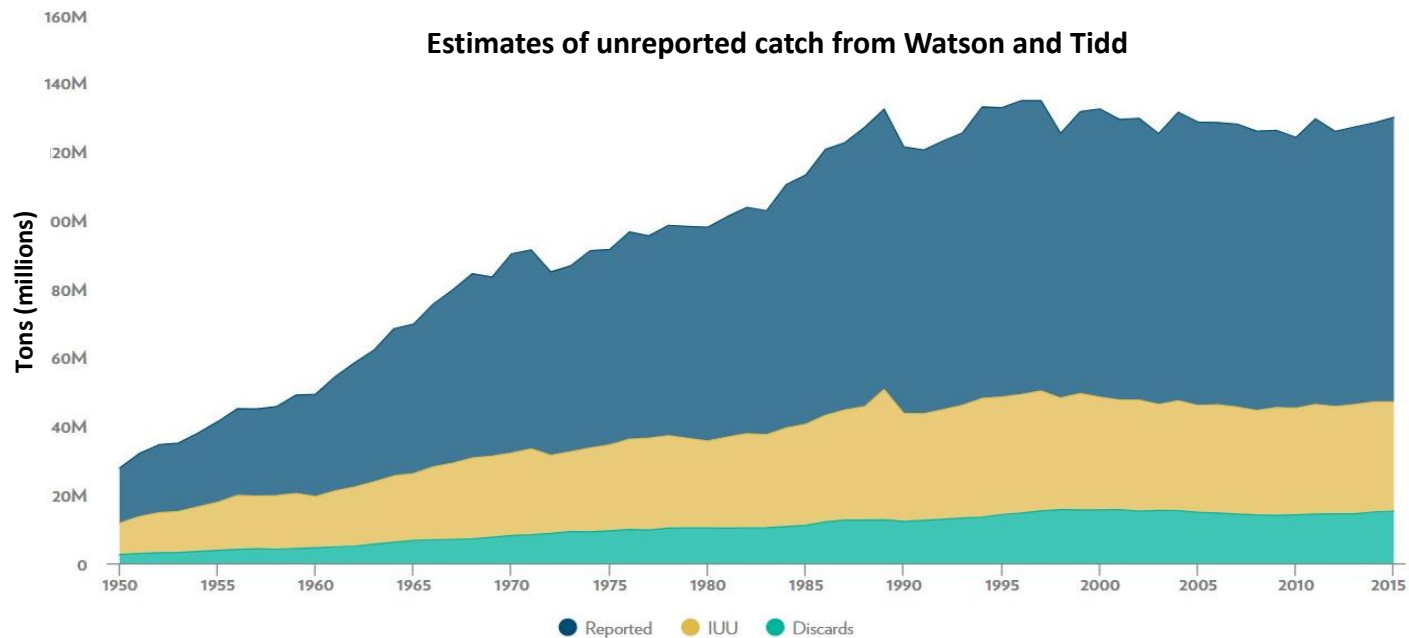 160M
Estimates of unreported catch from Watson and Tidd
140M
20M
00M
80M
60M
40M
20M
0
Tons (millions)
1950 1955 1960 1965 1970 1975 1980 1985 1990 1995 2000 2005 2010 2015
Reported IUU Discards